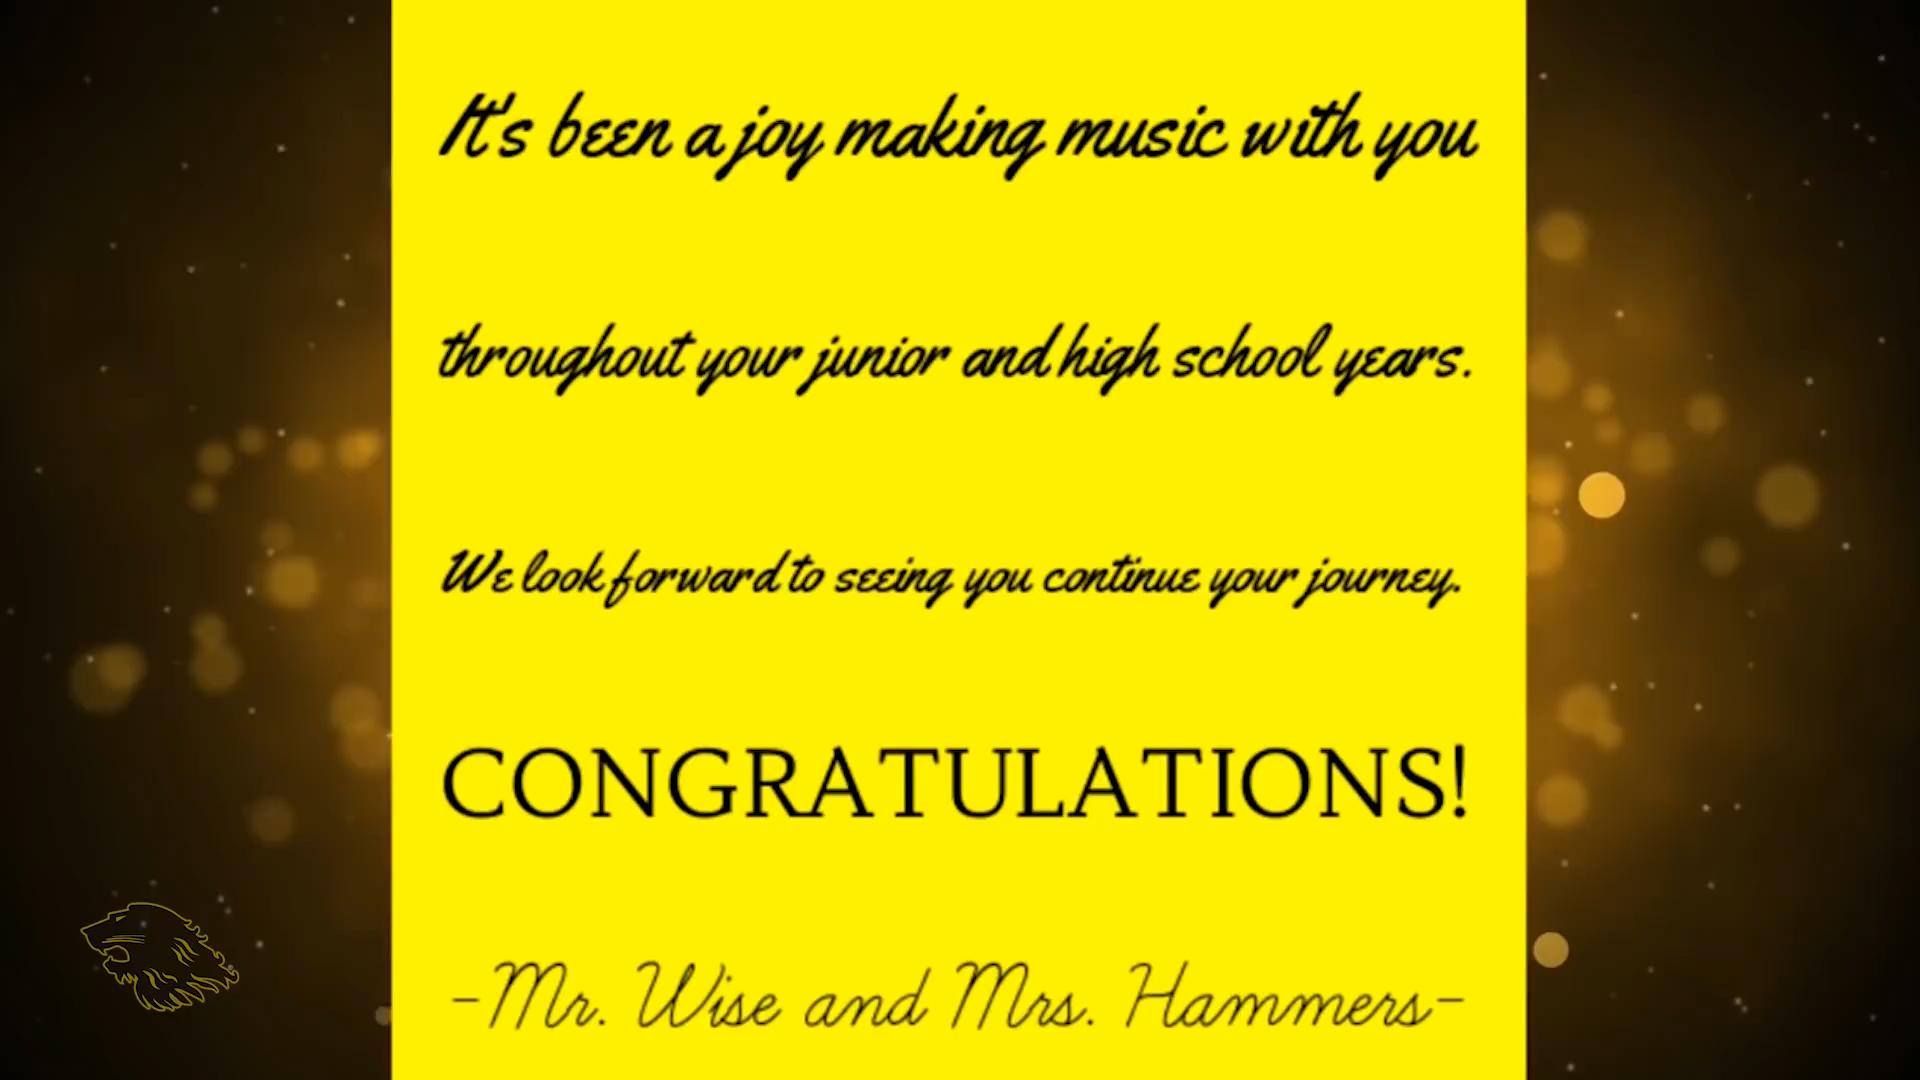 It's been a joy making music with you
throughout your junior and high school years.
We look forward to seeing you continue your journey.
CONGRATULATIONS!
-Mr. Wise and Mrs. Hammers-